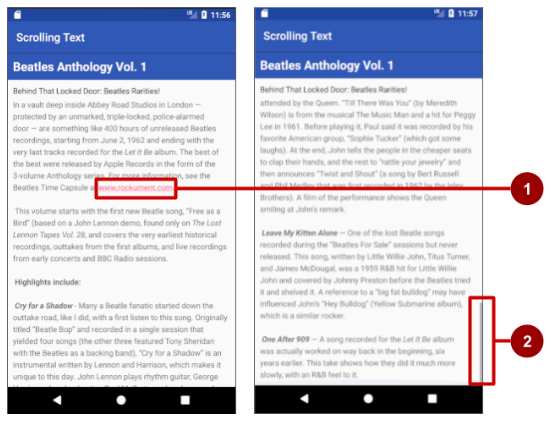 11:56
Scrolling Text
Beatles Anthology Vol. 1
Behind That Locked Door: Beatles Rarities!
In a vault deep inside Abbey Road Studios in London —
protected by an unmarked, triple-locked, police-alarmed
door — are something like 400 hours of unreleased Beatles
recordings, starting from June 2, 1962 and ending with the
very last tracks recorded for the Let It Be album. The best of
the best were released by Apple Records in the form of the
3-volume Anthology series. For more information, see the
Beatles Time Capsule at www.rockument.com.
This volume starts with the first new Beatle song, “Free as a
Bird” (based on a John Lennon demo, found only on The Lost
Lennon Tapes Vol. 28, and covers the very earliest historical
recordings, outtakes from the first albums, and live recordings
from early concerts and BBC Radio sessions.
Highlights include:
Cry for a Shadow - Many a Beatle fanatic started down the
outtake road, like I did, with a first listen to this song. Originally
titled “Beatle Bop” and recorded in a single session that
yielded four songs (the other three featured Tony Sheridan
with the Beatles as a backing band), “Cry for a Shadow” is an
instrumental written by Lennon and Harrison, which makes it
unique to this day. John Lennon plays rhythm guitar, George
11:57
Scrolling Text
Beatles Anthology Vol. 1
Behind That Locked Door: Beatles Rarities!
attended by the Queen. “Till There Was You” (by Meredith
Wilson) is from the musical The Music Man and a hit for Peggy
Lee in 1961. Before playing it, Paul said it was recorded by his
favorite American group, “Sophie Tucker” (which got some
laughs). At the end, John tells the people in the cheaper seats
to clap their hands, and the rest to “rattle your jewelry” and
then announces “Twist and Shout” (a song by Bert Russell
and Phil Medley that was first recorded in 1962 by the Isley
Brothers). A film of the performance shows the Queen
smiling at John's remark.
Leave My Kitten Alone — One of the lost Beatle songs
recorded during the “Beatles For Sale” sessions but never
released. This song, written by Little Willie John, Titus Turner,
and James McDougal, was a 1959 R&B hit for Little Willie
John and covered by Johnny Preston before the Beatles tried
it and shelved it. A reference to a “big fat bulldog” may have
influenced John's “Hey Bulldog” (Yellow Submarine album),
which is a similar rocker.
One After 909 — A song recorded for the Let It Be album
was actually worked on way back in the beginning, six
years earlier. This take shows how they did it much more
slowly, with an R&B feel to it.
1
2